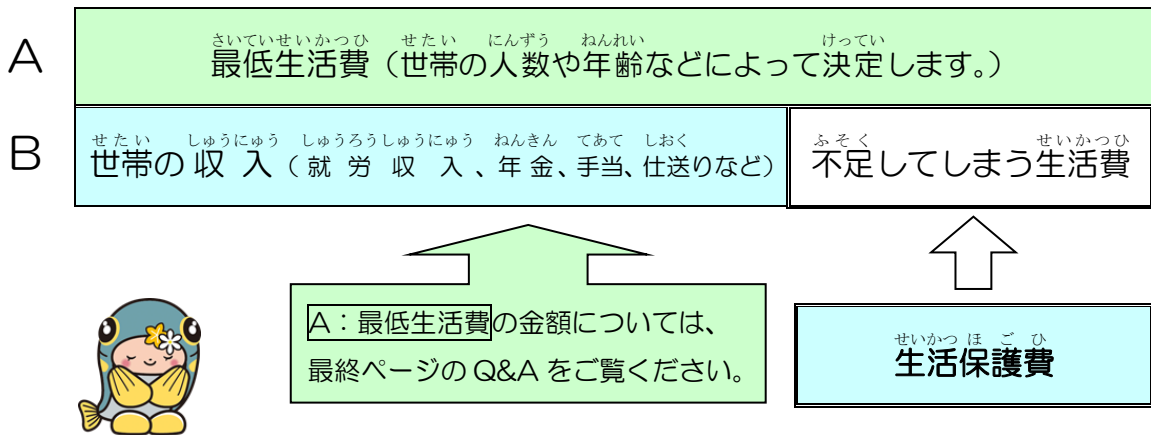 A
さいていせいかつひ せたい にんずう ねんれい けってい
最低生活費（世帯の人数や年齢などによって決定します。）
B
せたい しゅうにゅう しゅうろうしゅうにゅう ねんきん てあて しおく
世帯の収入（就労収入、年金、手当、仕送りなど）
ふそく せいかつひ
不足してしまう生活費
A：最低生活費の金額については、
最終ページのQ&Aをご覧ください。
せいかつほごひ
生活保護費